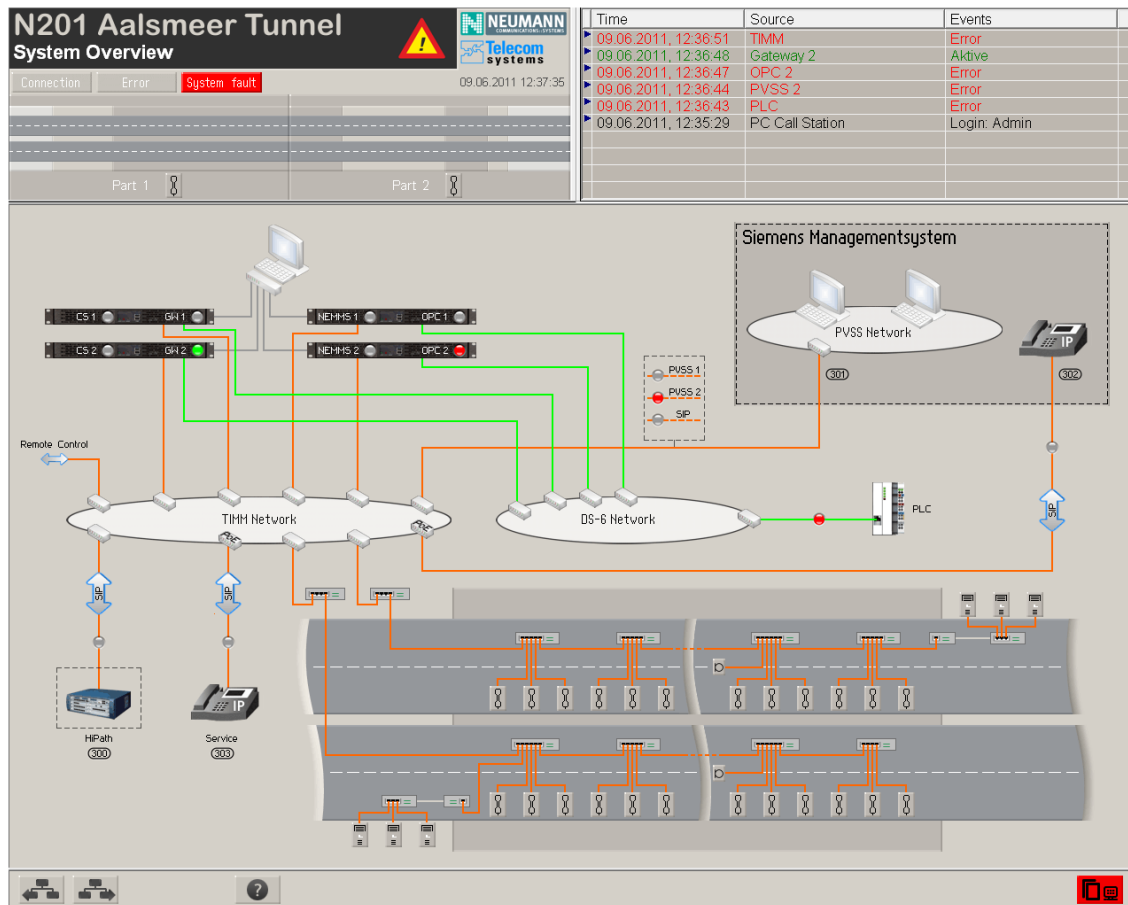 N201 Aalsmeer Tunnel
System Overview
NEUMANN
COMMUNICATIONS-SYSTEMS
Telecom
systems
Connection Error System fault 09.06.2011 12:37:35
Part 1 Part 2
Time Source Events
09.06.2011, 12:36:51 TIMM Error
09.06.2011, 12:36:48 Gateway 2 Aktive
09.06.2011, 12:36:47 OPC 2 Error
09.06.2011, 12:36:44 PVSS 2 Error
09.06.2011, 12:36:43 PLC Error
09.06.2011, 12:35:29 PC Call Station Login: Admin
Siemens Managementsystem
PVSS Network
IP
301
302
CS 1 GW 1 NEMMS 1 OPC 1
CS 2 GW 2 NEMMS 2 OPC 2
PVSS 1
PVSS 2
SIP
Remote Control
TIMM Network
PoE
PoE
DS-6 Network
PLC
SIP
SIP
SIP
IP
HiPath
300
Service
303
?